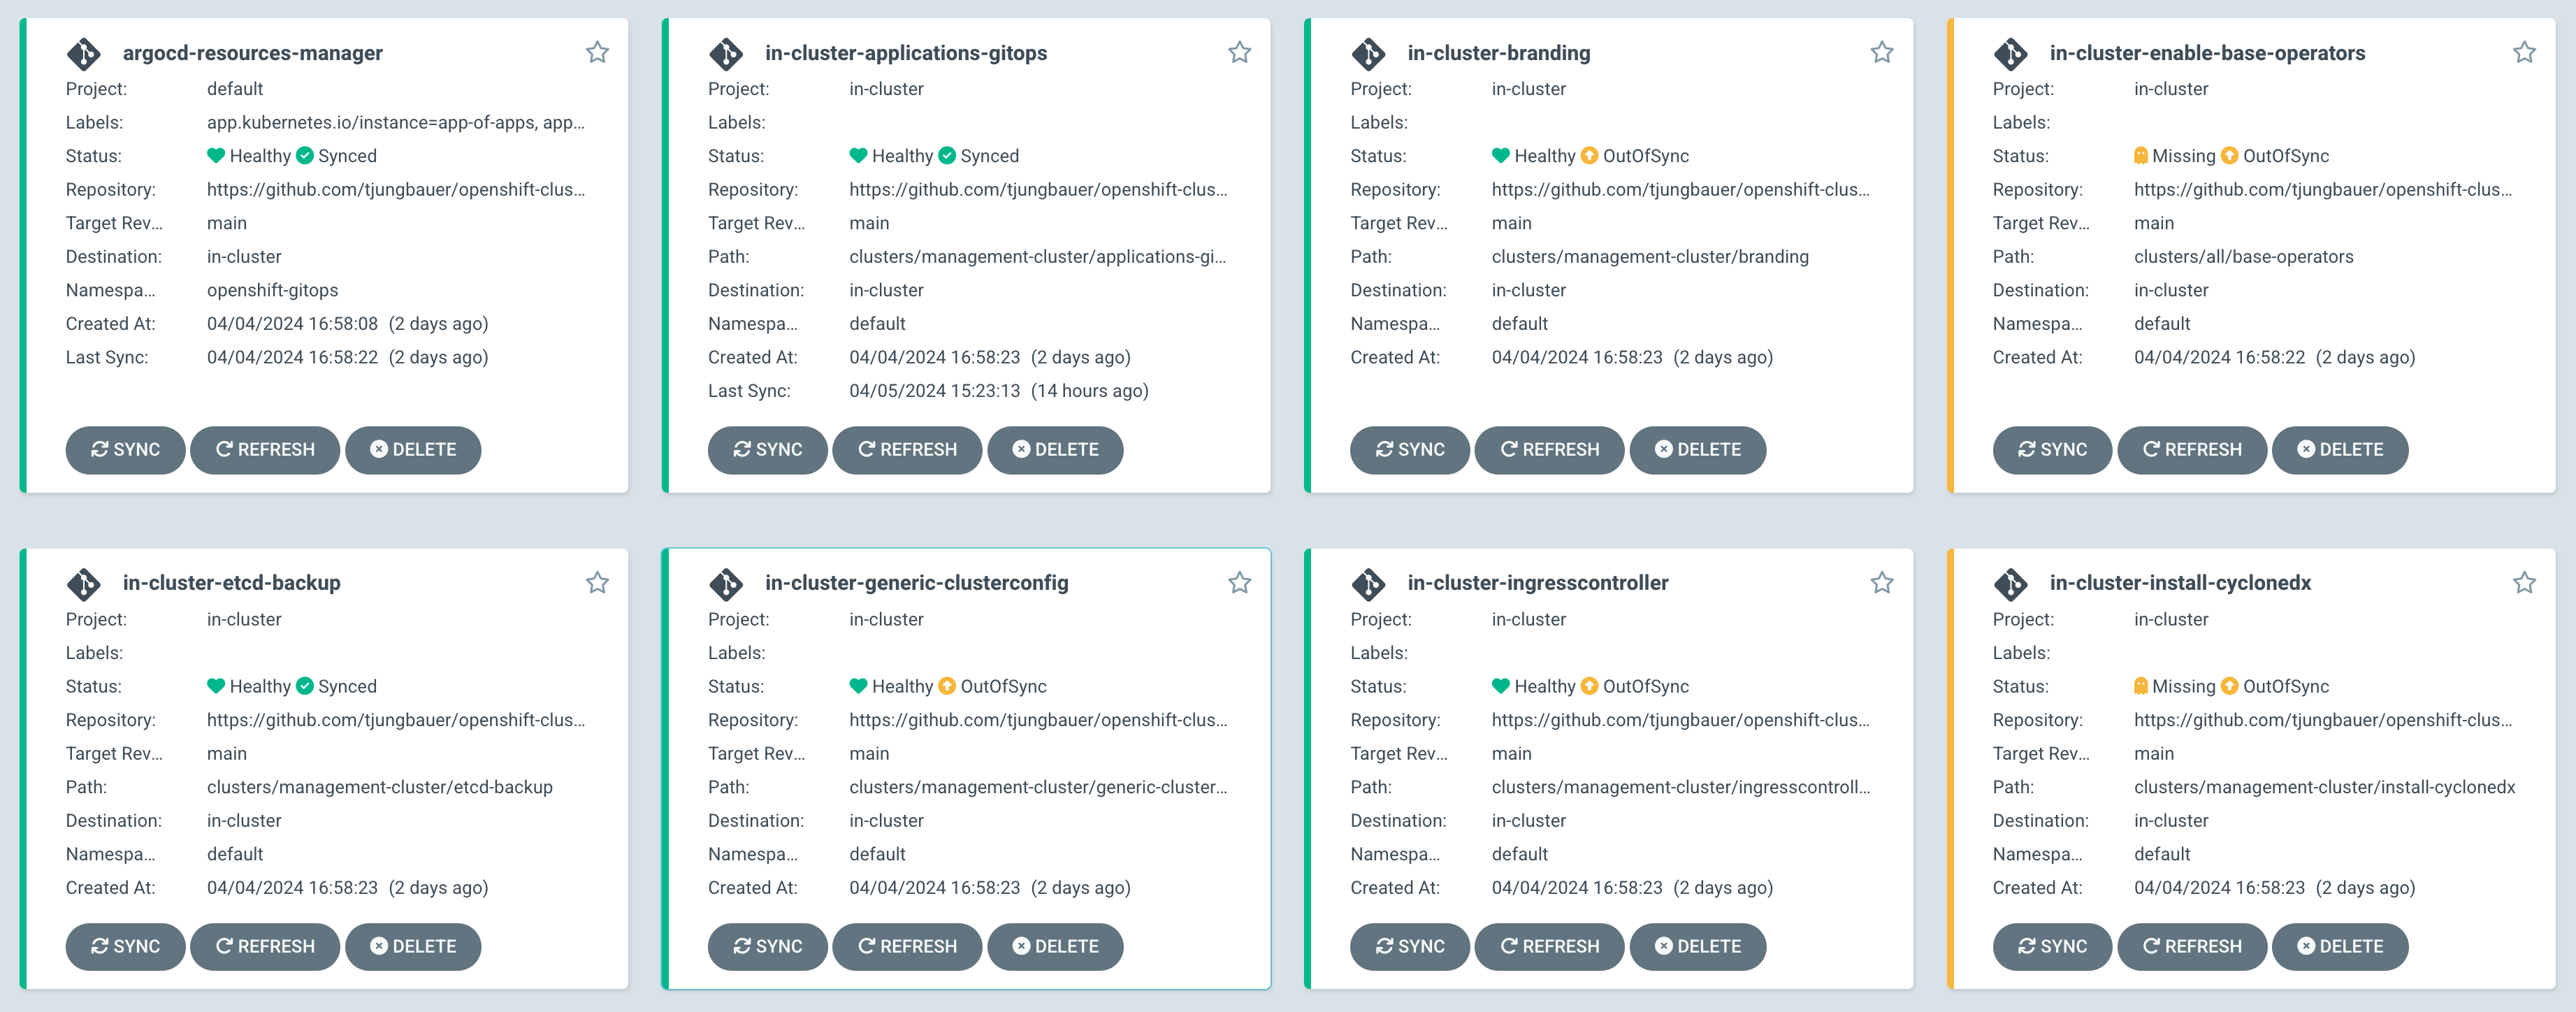 argocd-resources-manager
Project: default
Labels: app.kubernetes.io/instance=app-of-apps, app...
Status: Healthy Synced
Repository: https://github.com/tjungbauer/openshift-clus...
Target Rev... main
Destination: in-cluster
Namespa... openshift-gitops
Created At: 04/04/2024 16:58:08 (2 days ago)
Last Sync: 04/04/2024 16:58:22 (2 days ago)
SYNC REFRESH DELETE
in-cluster-applications-gitops
Project: in-cluster
Labels:
Status: Healthy Synced
Repository: https://github.com/tjungbauer/openshift-clus...
Target Rev... main
Path: clusters/management-cluster/applications-gi...
Destination: in-cluster
Namespa... default
Created At: 04/04/2024 16:58:23 (2 days ago)
Last Sync: 04/05/2024 15:23:13 (14 hours ago)
SYNC REFRESH DELETE
in-cluster-branding
Project: in-cluster
Labels:
Status: Healthy OutOfSync
Repository: https://github.com/tjungbauer/openshift-clus...
Target Rev... main
Path: clusters/management-cluster/branding
Destination: in-cluster
Namespa... default
Created At: 04/04/2024 16:58:23 (2 days ago)
SYNC REFRESH DELETE
in-cluster-enable-base-operators
Project: in-cluster
Labels:
Status: Missing OutOfSync
Repository: https://github.com/tjungbauer/openshift-clus...
Target Rev... main
Path: clusters/all/base-operators
Destination: in-cluster
Namespa... default
Created At: 04/04/2024 16:58:22 (2 days ago)
SYNC REFRESH DELETE
in-cluster-etcd-backup
Project: in-cluster
Labels:
Status: Healthy Synced
Repository: https://github.com/tjungbauer/openshift-clus...
Target Rev... main
Path: clusters/management-cluster/etcd-backup
Destination: in-cluster
Namespa... default
Created At: 04/04/2024 16:58:23 (2 days ago)
SYNC REFRESH DELETE
in-cluster-generic-clusterconfig
Project: in-cluster
Labels:
Status: Healthy OutOfSync
Repository: https://github.com/tjungbauer/openshift-clus...
Target Rev... main
Path: clusters/management-cluster/generic-cluster...
Destination: in-cluster
Namespa... default
Created At: 04/04/2024 16:58:23 (2 days ago)
SYNC REFRESH DELETE
in-cluster-ingresscontroller
Project: in-cluster
Labels:
Status: Healthy OutOfSync
Repository: https://github.com/tjungbauer/openshift-clus...
Target Rev... main
Path: clusters/management-cluster/ingresscontroll...
Destination: in-cluster
Namespa... default
Created At: 04/04/2024 16:58:23 (2 days ago)
SYNC REFRESH DELETE
in-cluster-install-cyclonedx
Project: in-cluster
Labels:
Status: Missing OutOfSync
Repository: https://github.com/tjungbauer/openshift-clus...
Target Rev... main
Path: clusters/management-cluster/install-cyclonedx
Destination: in-cluster
Namespa... default
Created At: 04/04/2024 16:58:23 (2 days ago)
SYNC REFRESH DELETE